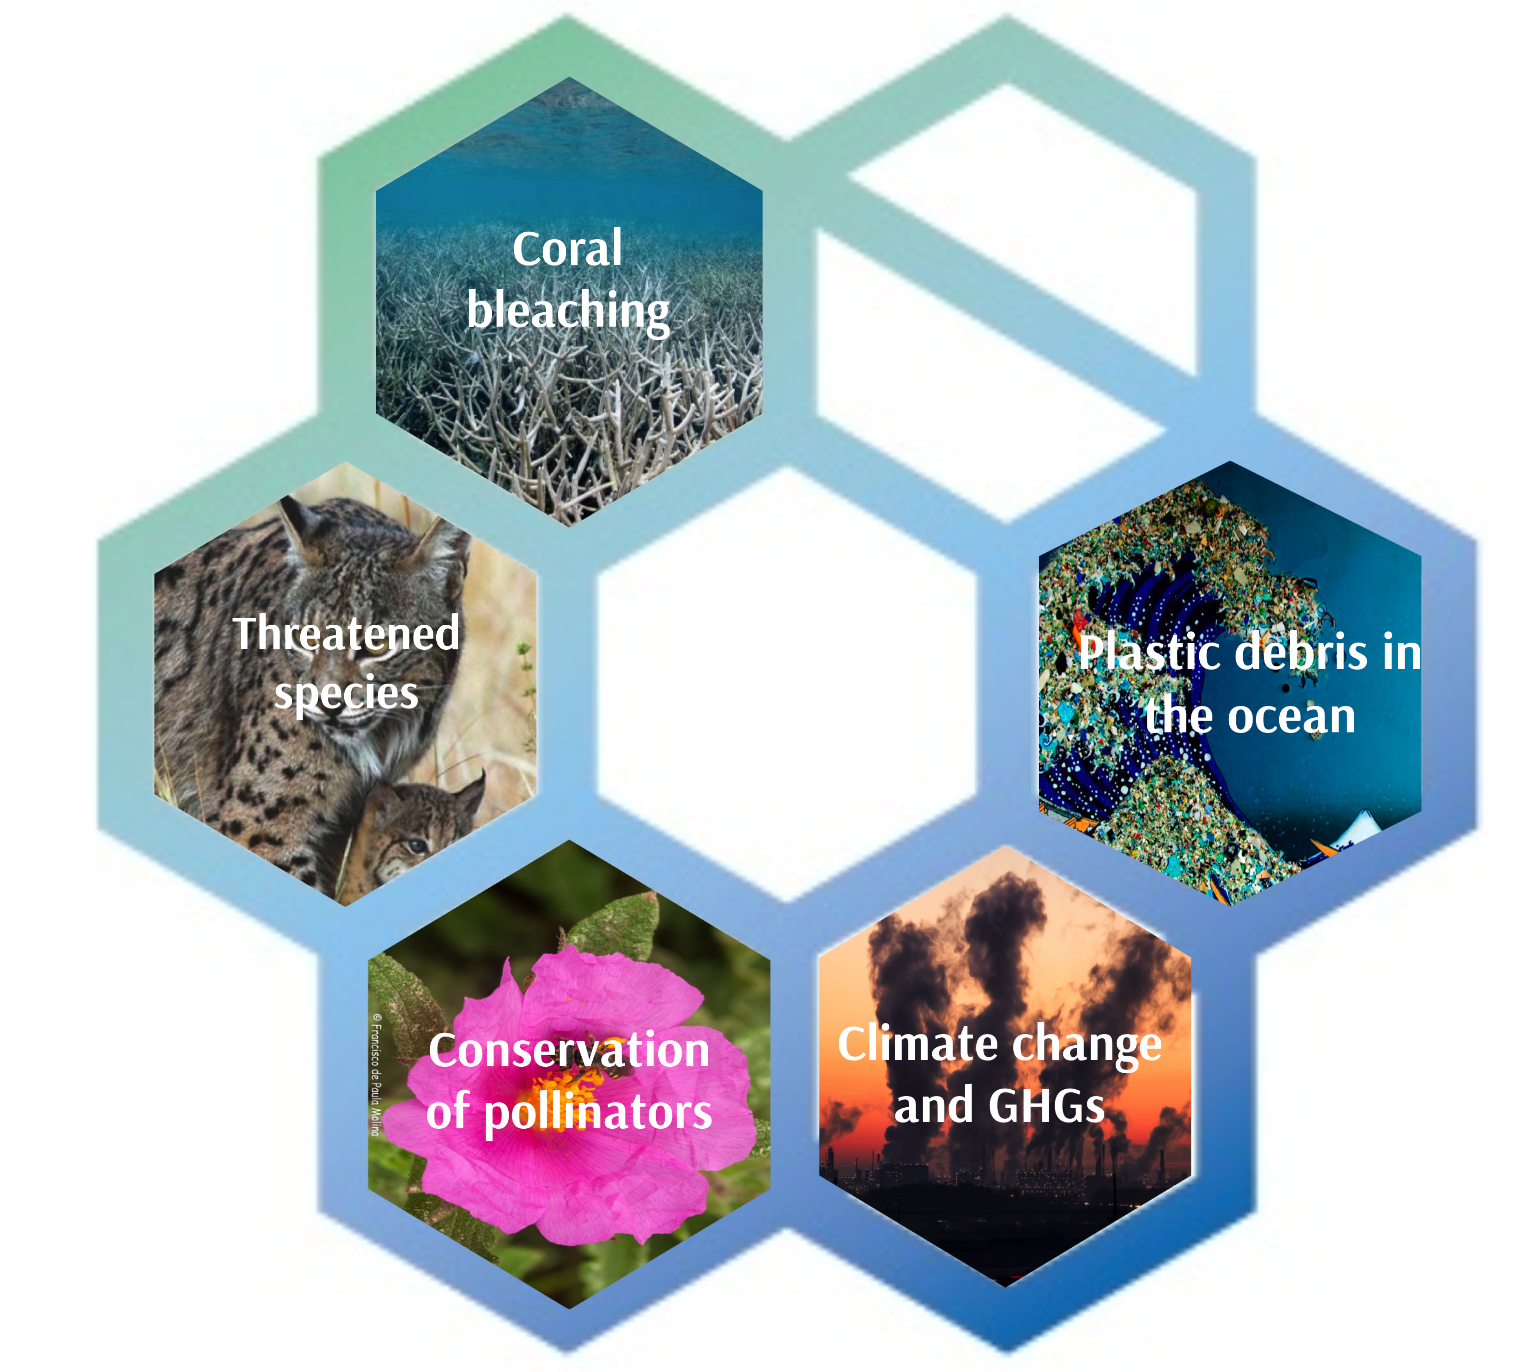 Coral
bleaching
Threatened
species
Plastic debris in
the ocean
Conservation
of pollinators
© Francisco de Paula Molina
Climate change
and GHGs